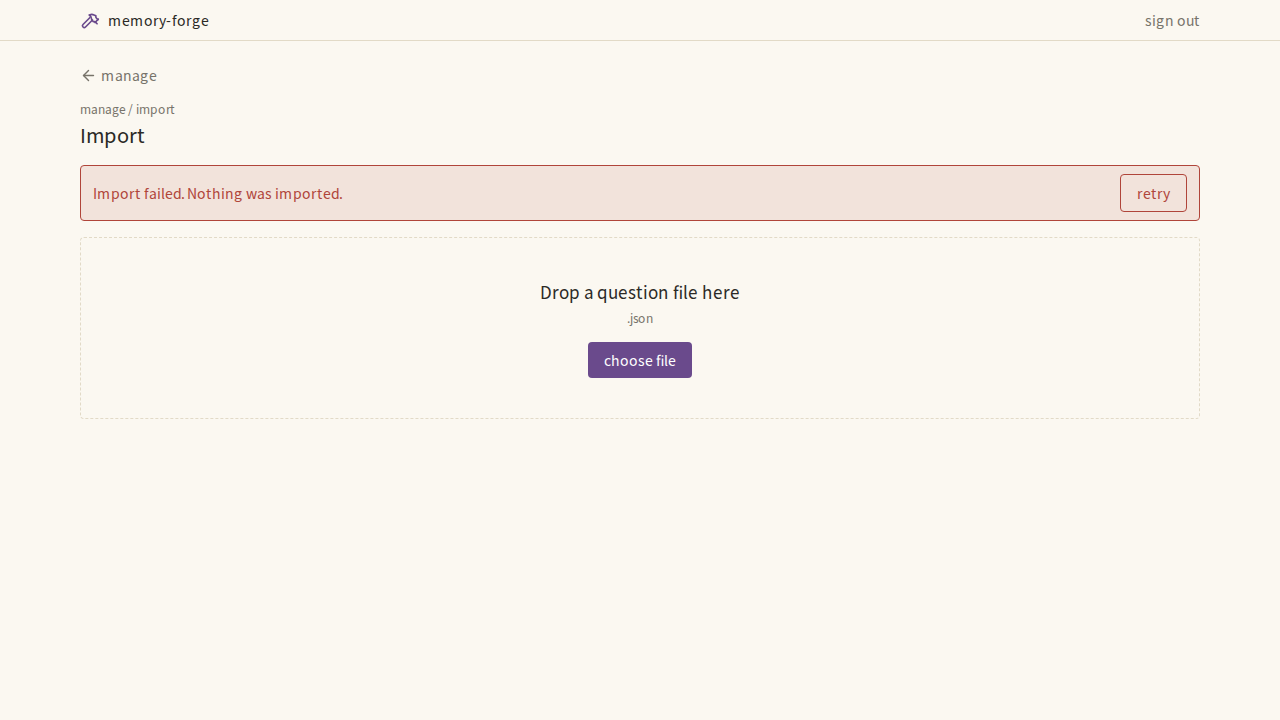 memory-forge
sign out
manage
manage / import
Import
Import failed. Nothing was imported.
retry
Drop a question file here
.json
choose file